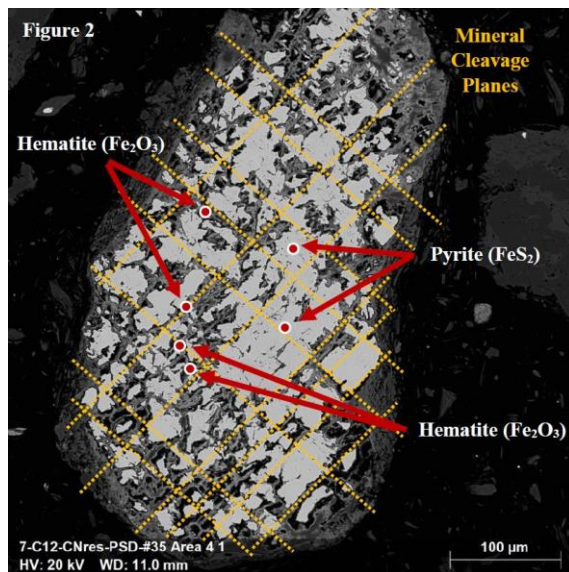 Figure 2
Mineral
Cleavage
Planes
Hematite (Fe₂O₃)
Pyrite (FeS₂)
Hematite (Fe₂O₃)
7-C12-CNres-PSD-#35 Area 4 1
HV: 20 kV WD: 11.0 mm
100 µm